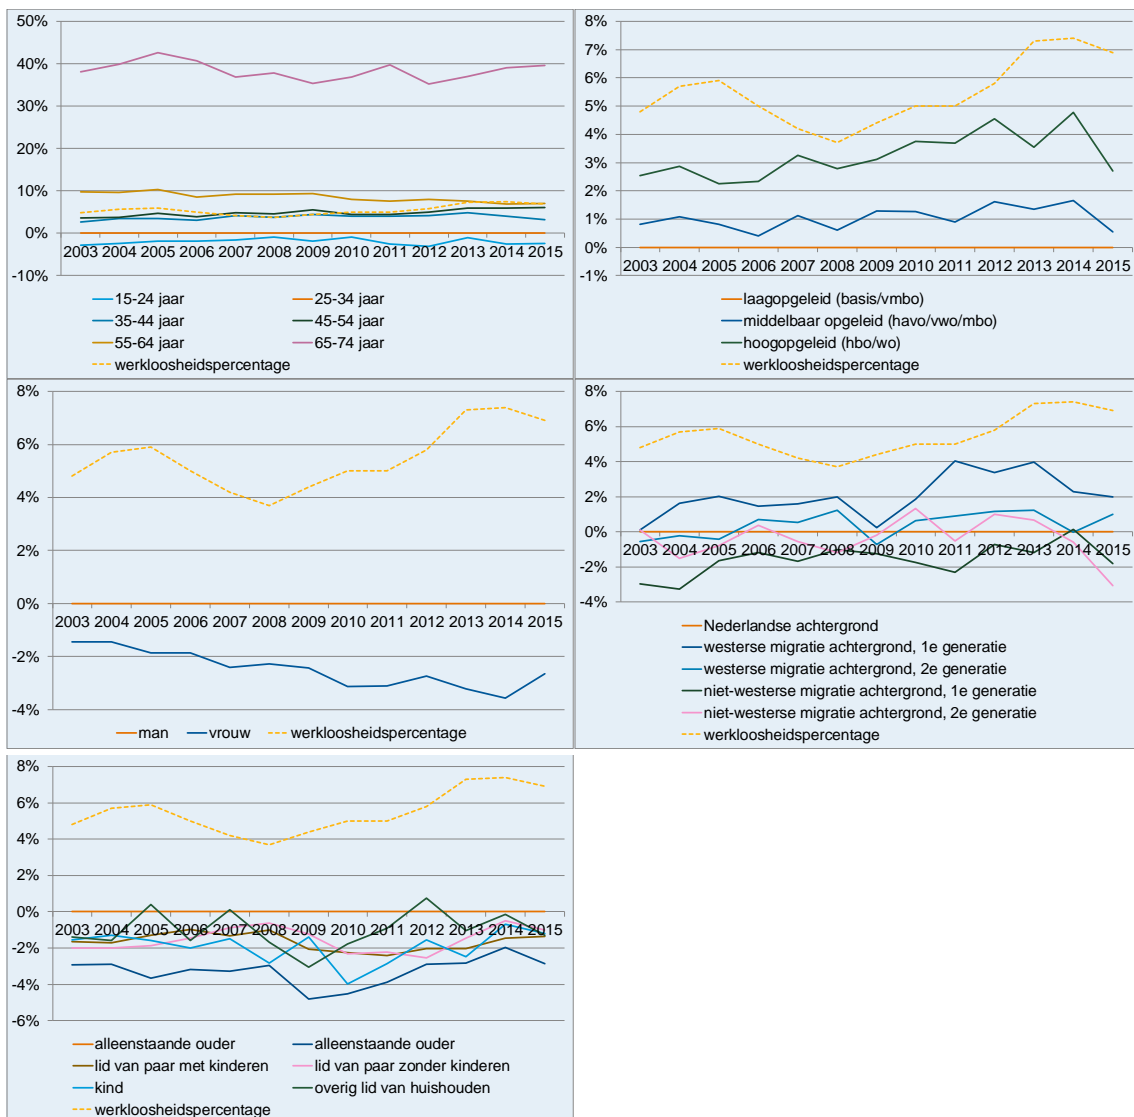 50%
40%
30%
20%
10%
0%
-10%
2003 2004 2005 2006 2007 2008 2009 2010 2011 2012 2013 2014 2015
15-24 jaar 25-34 jaar
35-44 jaar 45-54 jaar
55-64 jaar 65-74 jaar
werkloosheidspercentage
8%
7%
6%
5%
4%
3%
2%
1%
0%
-1%
2003 2004 2005 2006 2007 2008 2009 2010 2011 2012 2013 2014 2015
laagopgeleid (basis/vmbo)
middelbaar opgeleid (havo/vwo/mbo)
hoogopgeleid (hbo/wo)
werkloosheidspercentage
8%
6%
4%
2%
0%
-2%
-4%
2003 2004 2005 2006 2007 2008 2009 2010 2011 2012 2013 2014 2015
man vrouw werkloosheidspercentage
8%
6%
4%
2%
0%
-2%
-4%
2003 2004 2005 2006 2007 2008 2009 2010 2011 2012 2013 2014 2015
Nederlandse achtergrond
westerse migratie achtergrond, 1e generatie
westerse migratie achtergrond, 2e generatie
niet-westerse migratie achtergrond, 1e generatie
niet-westerse migratie achtergrond, 2e generatie
werkloosheidspercentage
8%
6%
4%
2%
0%
-2%
-4%
-6%
2003 2004 2005 2006 2007 2008 2009 2010 2011 2012 2013 2014 2015
alleenstaande ouder alleenstaande ouder
lid van paar met kinderen lid van paar zonder kinderen
kind overig lid van huishouden
werkloosheidspercentage